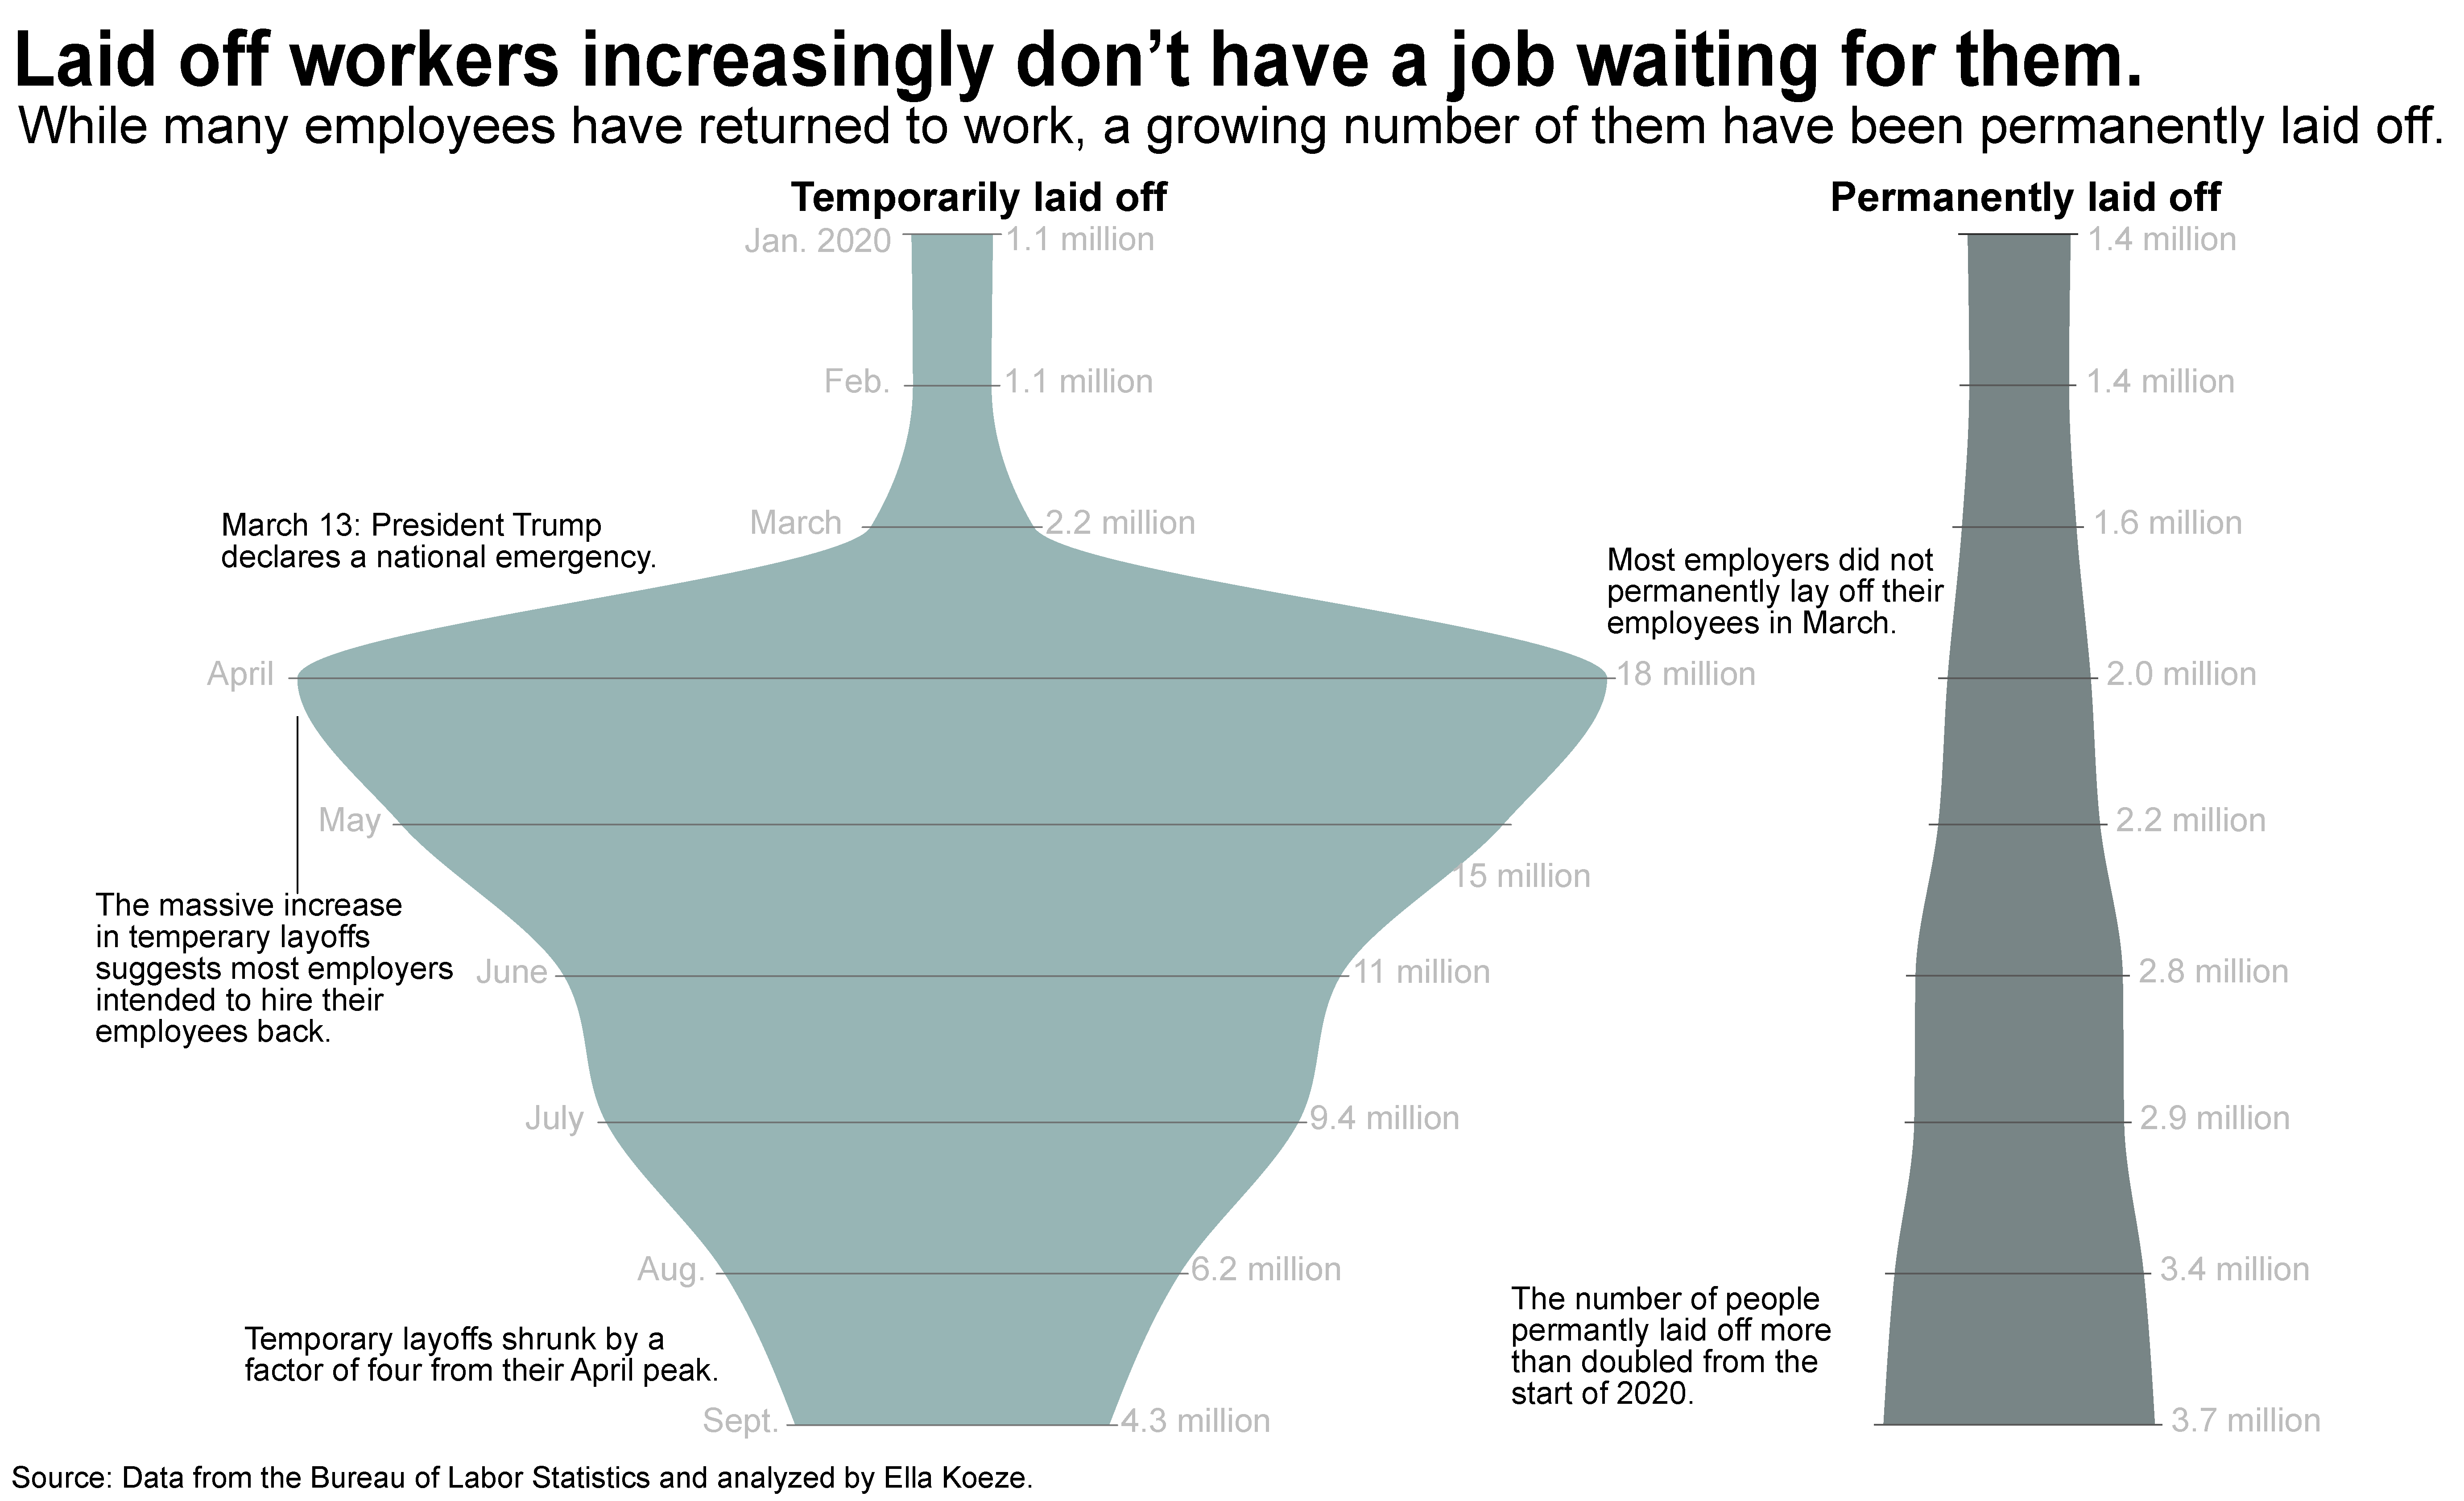 Laid off workers increasingly don’t have a job waiting for them.
While many employees have returned to work, a growing number of them have been permanently laid off.
Temporarily laid off
Jan. 2020
1.1 million
Feb.
1.1 million
March 13: President Trump
declares a national emergency.
March
2.2 million
April
18 million
May
15 million
The massive increase
in temperary layoffs
suggests most employers
intended to hire their
employees back.
June
11 million
July
9.4 million
Aug.
6.2 million
Temporary layoffs shrunk by a
factor of four from their April peak.
Sept.
4.3 million
Permanently laid off
1.4 million
1.4 million
1.6 million
Most employers did not
permanently lay off their
employees in March.
2.0 million
2.2 million
2.8 million
2.9 million
3.4 million
The number of people
permantly laid off more
than doubled from the
start of 2020.
3.7 million
Source: Data from the Bureau of Labor Statistics and analyzed by Ella Koeze.